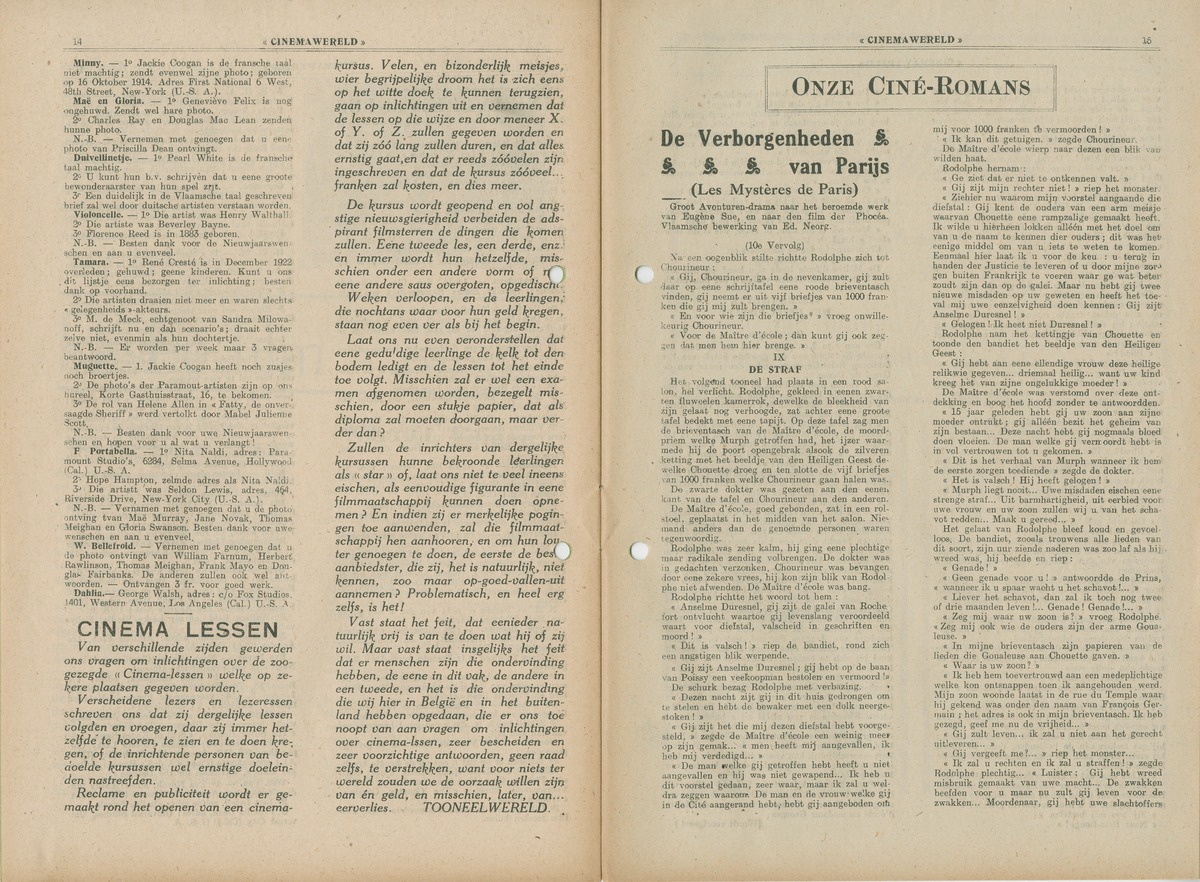 14
« CINEMAWERELD »
Minny. — 1º Jackie Coogan is de fransche taal
niet machtig; zendt evenwel zijne photo; geboren
op 16 Oktober 1914. Adres First National 6 West,
48th Street, New-York (U.-S. A.).
Maë en Gloria. — 1º Geneviève Felix is nog
ongehuwd. Zendt wel hare photo.
2º Charles Ray en Douglas Mac Lean zenden
hunne photo.
N.-B. — Vernemen met genoegen dat u eene
photo van Priscilla Dean ontvingt.
Duivellinetje. — 1º Pearl White is de fransche
taal machtig.
2º U kunt hun b.v. schrijven dat u eene groote
bewonderaarster van hun spel zijt.
3º Een duidelijk in de Vlaamsche taal geschreven
brief zal wel door duitsche artisten verstaan worden.
Violoncelle. — 1º Die artist was Henry Walthall.
2º Die artiste was Beverley Bayne.
3º Florence Reed is in 1883 geboren.
N.-B. — Besten dank voor de Nieuwjaarswen-
schen en aan u evenveel.
Tamara. — 1º René Cresté is in December 1922
overleden; gehuwd; geene kinderen. Kunt u ons
dit lijstje eens bezorgen ter inlichting; besten
dank op voorhand.
2º Die artisten draaien niet meer en waren slechts
« gelegenheids »-akteurs.
3º M. de Meck, echtgenoot van Sandra Milowa-
noff, schrijft nu en dan scenario's; draait echter
zelve niet, evenmin als hun dochtertje.
N.-B. — Er worden per week maar 3 vragen
beantwoord.
Muguette. — 1. Jackie Coogan heeft noch zusjes
noch broertjes.
2º De photo's der Paramout-artisten zijn op ons
bureel, Korte Gasthuisstraat, 16, te bekomen.
3º De rol van Helene Allen in « Fatty, de onver-
saagde Sheriff » werd vertolkt door Mabel Julienne
Scott.
N.-B. — Besten dank voor uwe Nieuwjaarswen-
schen en hopen voor u al wat u verlangt!
F Portabella. — 1º Nita Naldi, adres: Para-
mount Studio's, 6284, Selma Avenue, Hollywood
(Cal.) U.-S. A.
2º Hope Hampton, zelmde adres als Nita Naldi.
3º Die artistt was Seldon Lewis, adres: 464,
Riverside Drive, New-York City (U.-S. A.).
N.-B. — Vernamen met genoegen dat u de photo
ontving tvan Maë Murray, Jane Novak, Thomas
Meighan en Gloria Swanson. Besten dank voor uwe
wenschen en aan u evenveel.
W. Bellefroid. — Vernemen met genoegen dat u
de photo ontvingt van William Farnum, Herbert
Rawlinson, Thomas Meighan, Frank Mayo en Dou-
glas Fairbanks. De anderen zullen ook wel ant-
woorden. — Ontvangen 3 fr. voor goed werk.
Dahlin.— George Walsh, adres: c/o Fox Studios,
1401, Western Avenue, Los Angeles (Cal.) U.-S. A.
CINEMA LESSEN
Van verschillende zijden gewerden
ons vragen om inlichtingen over de zoo-
gezegde « Cinema-lessen » welke op ze-
kere plaatsen gegeven worden.
Verscheidene lezers en lezeressen
schreven ons dat zij dergelijke lessen
volgden en vroegen, daar zij immer het-
zelfde te hooren, te zien en te doen kre-
gen, of de inrichtende personen van be-
doelde kursussen wel ernstige doelein-
den nastreefden.
Reclame en publiciteit wordt er ge-
maakt rond het openen van een cinema-
kursus. Velen, en bizonderlijk meisjes,
wier begrijpelijke droom het is zich eens
op het witte doek te kunnen terugzien,
gaan op inlichtingen uit en vernemen dat
de lessen op die wijze en door meneer X.
of Y. of Z. zullen gegeven worden en
dat zij zóó lang zullen duren, en dat alles
ernstig gaat,en dat er reeds zóóvelen zijn
ingeschreven en dat de kursus zóóveel...
franken zal kosten, en dies meer.
De kursus wordt geopend en vol ang-
stige nieuwsgierigheid verbeiden de ads-
pirant filmsterren de dingen die komen
zullen. Eene tweede les, een derde, enz.
en immer wordt hun hetzelfde, mis-
schien onder een andere vorm of
eene andere saus overgoten, opgedischt.
Weken verloopen, en de leerlingen,
die nochtans waar voor hun geld kregen,
staan nog even ver als bij het begin.
Laat ons nu even veronderstellen dat
eene geduldige leerlinge de kelk tot den
bodem ledigt en de lessen tot het einde
toe volgt. Misschien zal er wel een exa-
men afgenomen worden, bezegelt mis-
schien, door een stukje papier, dat als
diploma zal moeten doorgaan, maar ver-
der dan?
Zullen de inrichters van dergelijke
kursussen hunne bekroonde leerlingen
als « star » of, laat ons niet te veel ineens
eischen, als eenvoudige figurante in eene
filmmaatschappij kunnen doen opne-
men? En indien zij er merkelijke pogin-
gen toe aanwenden, zal die filmmaat-
schappij hen aanhooren, en om hun lou-
ter genoegen te doen, de eerste de beste
aanbiedster, die zij, het is natuurlijk, niet
kennen, zoo maar op-goed-vallen-uit
aannemen? Problematisch, en heel erg
zelfs, is het!
Vast staat het feit, dat eenieder na-
tuurlijk vrij is van te doen wat hij of zij
wil. Maar vast staat insgelijks het feit
dat er menschen zijn die ondervinding
hebben, de eene in dit vak, de andere in
een tweede, en het is die ondervinding
die wij hier in België en in het buiten-
land hebben opgedaan, die er ons toe
noopt van aan vragen om inlichtingen
over cinema-lssen, zeer bescheiden en
zeer voorzichtige antwoorden, geen raad
zelfs, te verstrekken, want voor niets ter
wereld zouden we de oorzaak willen zijn
van én geld, en misschien, later, van...
eerverlies. TOONEELWERELD.
« CINEMAWERELD »
15
ONZE CINÉ-ROMANS
De Verborgenheden
van Parijs
(Les Mystères de Paris)
Groot Avonturen-drama naar het beroemde werk
van Eugène Sue, en naar den film der Phocéa.
Vlaamsche bewerking van Ed. Neorg.
(10e Vervolg)
Na een oogenblik stilte richtte Rodolphe zich tot
Chourineur:
« Gij, Chourineur, ga in de nevenkamer, gij zult
daar op eene schrijftafel eene roode brieventasch
vinden, gij neemt er uit vijf briefjes van 1000 fran-
ken die gij mij zult brengen. »
« En voor wie zijn die briefjes? » vroeg onwille-
keurig Chourineur.
« Voor de Maître d'école; dan kunt gij ook zeg-
gen dat men hem hier brenge. »
IX
DE STRAF
Het volgend tooneel had plaats in een rood sa-
lon, hel verlicht. Rodolphe, gekleed in eenen zwar-
ten fluweelen kamerrok, dewelke de bleekheid van
zijn gelaat nog verhoogde, zat achter eene groote
tafel bedekt met eene tapijt. Op deze tafel zag men
de brieventasch van de Maître d'école, de moord-
priem welke Murph getroffen had, het ijzer waar-
mede hij de poort opengebrak alsook de zilveren
ketting met het beeldje van den Heiligen Geest de-
welke Chouette droeg en ten slotte de vijf briefjes
van 1000 franken welke Chourineur gaan halen was.
De zwarte dokter was gezeten aan den eenen
kant van de tafel en Chourineur aan den anderen.
De Maître d'école, goed gebonden, zat in een rol-
stoel, geplaatst in het midden van het salon. Nie-
mand anders dan de genoemde personen waren
tegenwoordig.
Rodolphe was zeer kalm, hij ging eene plechtige
maar zudikale zending volbrengen. De dokter was
in gedachten verzonken, Chourineur was bevangen
door eene zekere vrees, hij kon zijn blik van Rodol-
phe niet afwenden. De Maître d'école was bang.
Rodolphe richtte het woord tot hem:
« Anselme Duresnel, gij zijt de galei van Roche
fort ontvlucht waartoe gij levenslang veroordeeld
waart voor diefstal, valscheid in geschriften en
moord! »
« Dit is valsch! » riep de bandiet, rond zich
een angstigen blik werpende.
« Gij zijt Anselme Duresnel; gij hebt op de baan
van Poissy een veekoopman bestolen en vermoord!»
De schurk bezag Rodolphe met verbazing.
« Dezen nacht zijt gij in dit huis gedrongen om
te stelen en hebt de bewaker met een dolk neerge-
stoken! »
« Gij zijt het die mij dezen diefstal hebt voorge-
steld, » zegde de Maître d'école een weinig meer
op zijn gemak... « men heeft mij aangevallen, ik
heb mij verdedigd... »
« De man welke gij getroffen hebt heeft u niet
aangevallen en hij was niet gewapend... Ik heb u
dit voorstel gedaan, zeer waar, maar ik zal u wel-
dra zeggen waarom. De man en de vrouw welke gij
in de Cité aangerand hebt, hebt gij aangeboden om
mij voor 1000 franken te vermoorden! »
« Ik kan dit getuigen. » zegde Chourineur.
De Maître d'école wierp naar dezen een blik van
wilden haat.
Rodolphe hernam:
« Ge ziet dat er niet te ontkennen valt. »
« Gij zijt mijn rechter niet! » riep het monster.
« Ziehier nu waarom mijn voorstel aangaande die
diefstal: Gij kent de ouders van een arm meisje
waarvan Chouette eene rampzalige gemaakt heeft.
Ik wilde u hierheen lokken alléén met het doel om
van u de naam te kennen dier ouders; dit was het
eenige middel om van u iets te weten te komen.
Eenmaal hier laat ik u voor de keu: u terug in
handen der Justicie te leveren of u door mijne zor-
gen buiten Frankrijk te voeren waar ge wat beter
zoudt zijn dan op de galei. Maar nu hebt gij twee
nieuwe misdaden op uw geweten en heeft het toe-
val mij uwe eenzelvigheid doen kennen: Gij zijt
Anselme Duresnel! »
« Gelogen! Ik heet niet Duresnel! »
Rodolphe nam het kettingje van Chouette en
toonde den bandiet het beeldje van den Heiligen
Geest:
« Gij hebt aan eene ellendige vrouw deze heilige
relikwie gegeven... driemaal heilig... want uw kind
kreeg het van zijne ongelukkige moeder! »
De Maître d'école was verstomd over deze ont-
dekking en boog het hoofd zonder te antwoordden.
« 15 jaar geleden hebt gij uw zoon aan zijne
moeder ontrukt; gij alléén bezit het geheim van
zijn bestaan... Deze nacht hebt gij nogmaals bloed
doen vloeien. De man welke gij vermoordt hebt is
in vol vertrouwen tot u gekomen. »
« Dit is het verhaal van Murph wanneer ik hem
de eerste zorgen toediende » zegde de dokter.
« Het is valsch! Hij heeft gelogen! »
« Murph liegt nooit... Uwe misdaden eischen eene
strenge straf... Uit barmhartigheid, uit eerbied voor
uwe vrouw en uw zoon zullen wij u van het scha-
vot redden... Maak u gereed... »
Het gelaat van Rodolphe bleef koud en gevoel-
loos. De bandiet, zooals trouwens alle lieden van
dit soort, zijn uur ziende naderen was zoo laf als hij
wreed was, hij beefde en riep:
« Genade! »
« Geen genade voor u! » antwoordde de Prins,
« wanneer ik u spaar wacht u het schavot!... »
« Liever het schavot, dan zal ik toch nog twee
of drie maanden leven!... Genade! Genade!... »
« Zeg mij waar uw zoon is? » vroeg Rodolphe.
« Zeg mij ook wie de ouders zijn der arme Goua-
leuse. »
« In mijne brieventasch zijn papieren van de
lieden die Goualeuse aan Chouette gaven. »
« Waar is uw zoon? »
« Ik heb hem toevertrouwd aan een medeplichtige
welke kon ontsnappen toen ik aangehouden werd.
Mijn zoon woonde laatst in de rue du Temple waar
hij gekend was onder den naam van François Ger-
main; het adres is ook in mijne brieventasch. Ik heb
gezegd, geef me nu de vrijheid... »
« Gij zult leven... ik zal u niet aan het gerecht
uitleveren... »
« Gij vergeeft me?... » riep het monster...
« Ik zal u rechten en ik zal u straffen! » zegde
Rodolphe plechtig... « Luister: Gij hebt wreed
misbruik gemaakt van uwe macht... De zwakken
beefden voor u maar nu zult gij leven voor de
zwakken... Moordenaar, gij hebt uwe slachtoffers